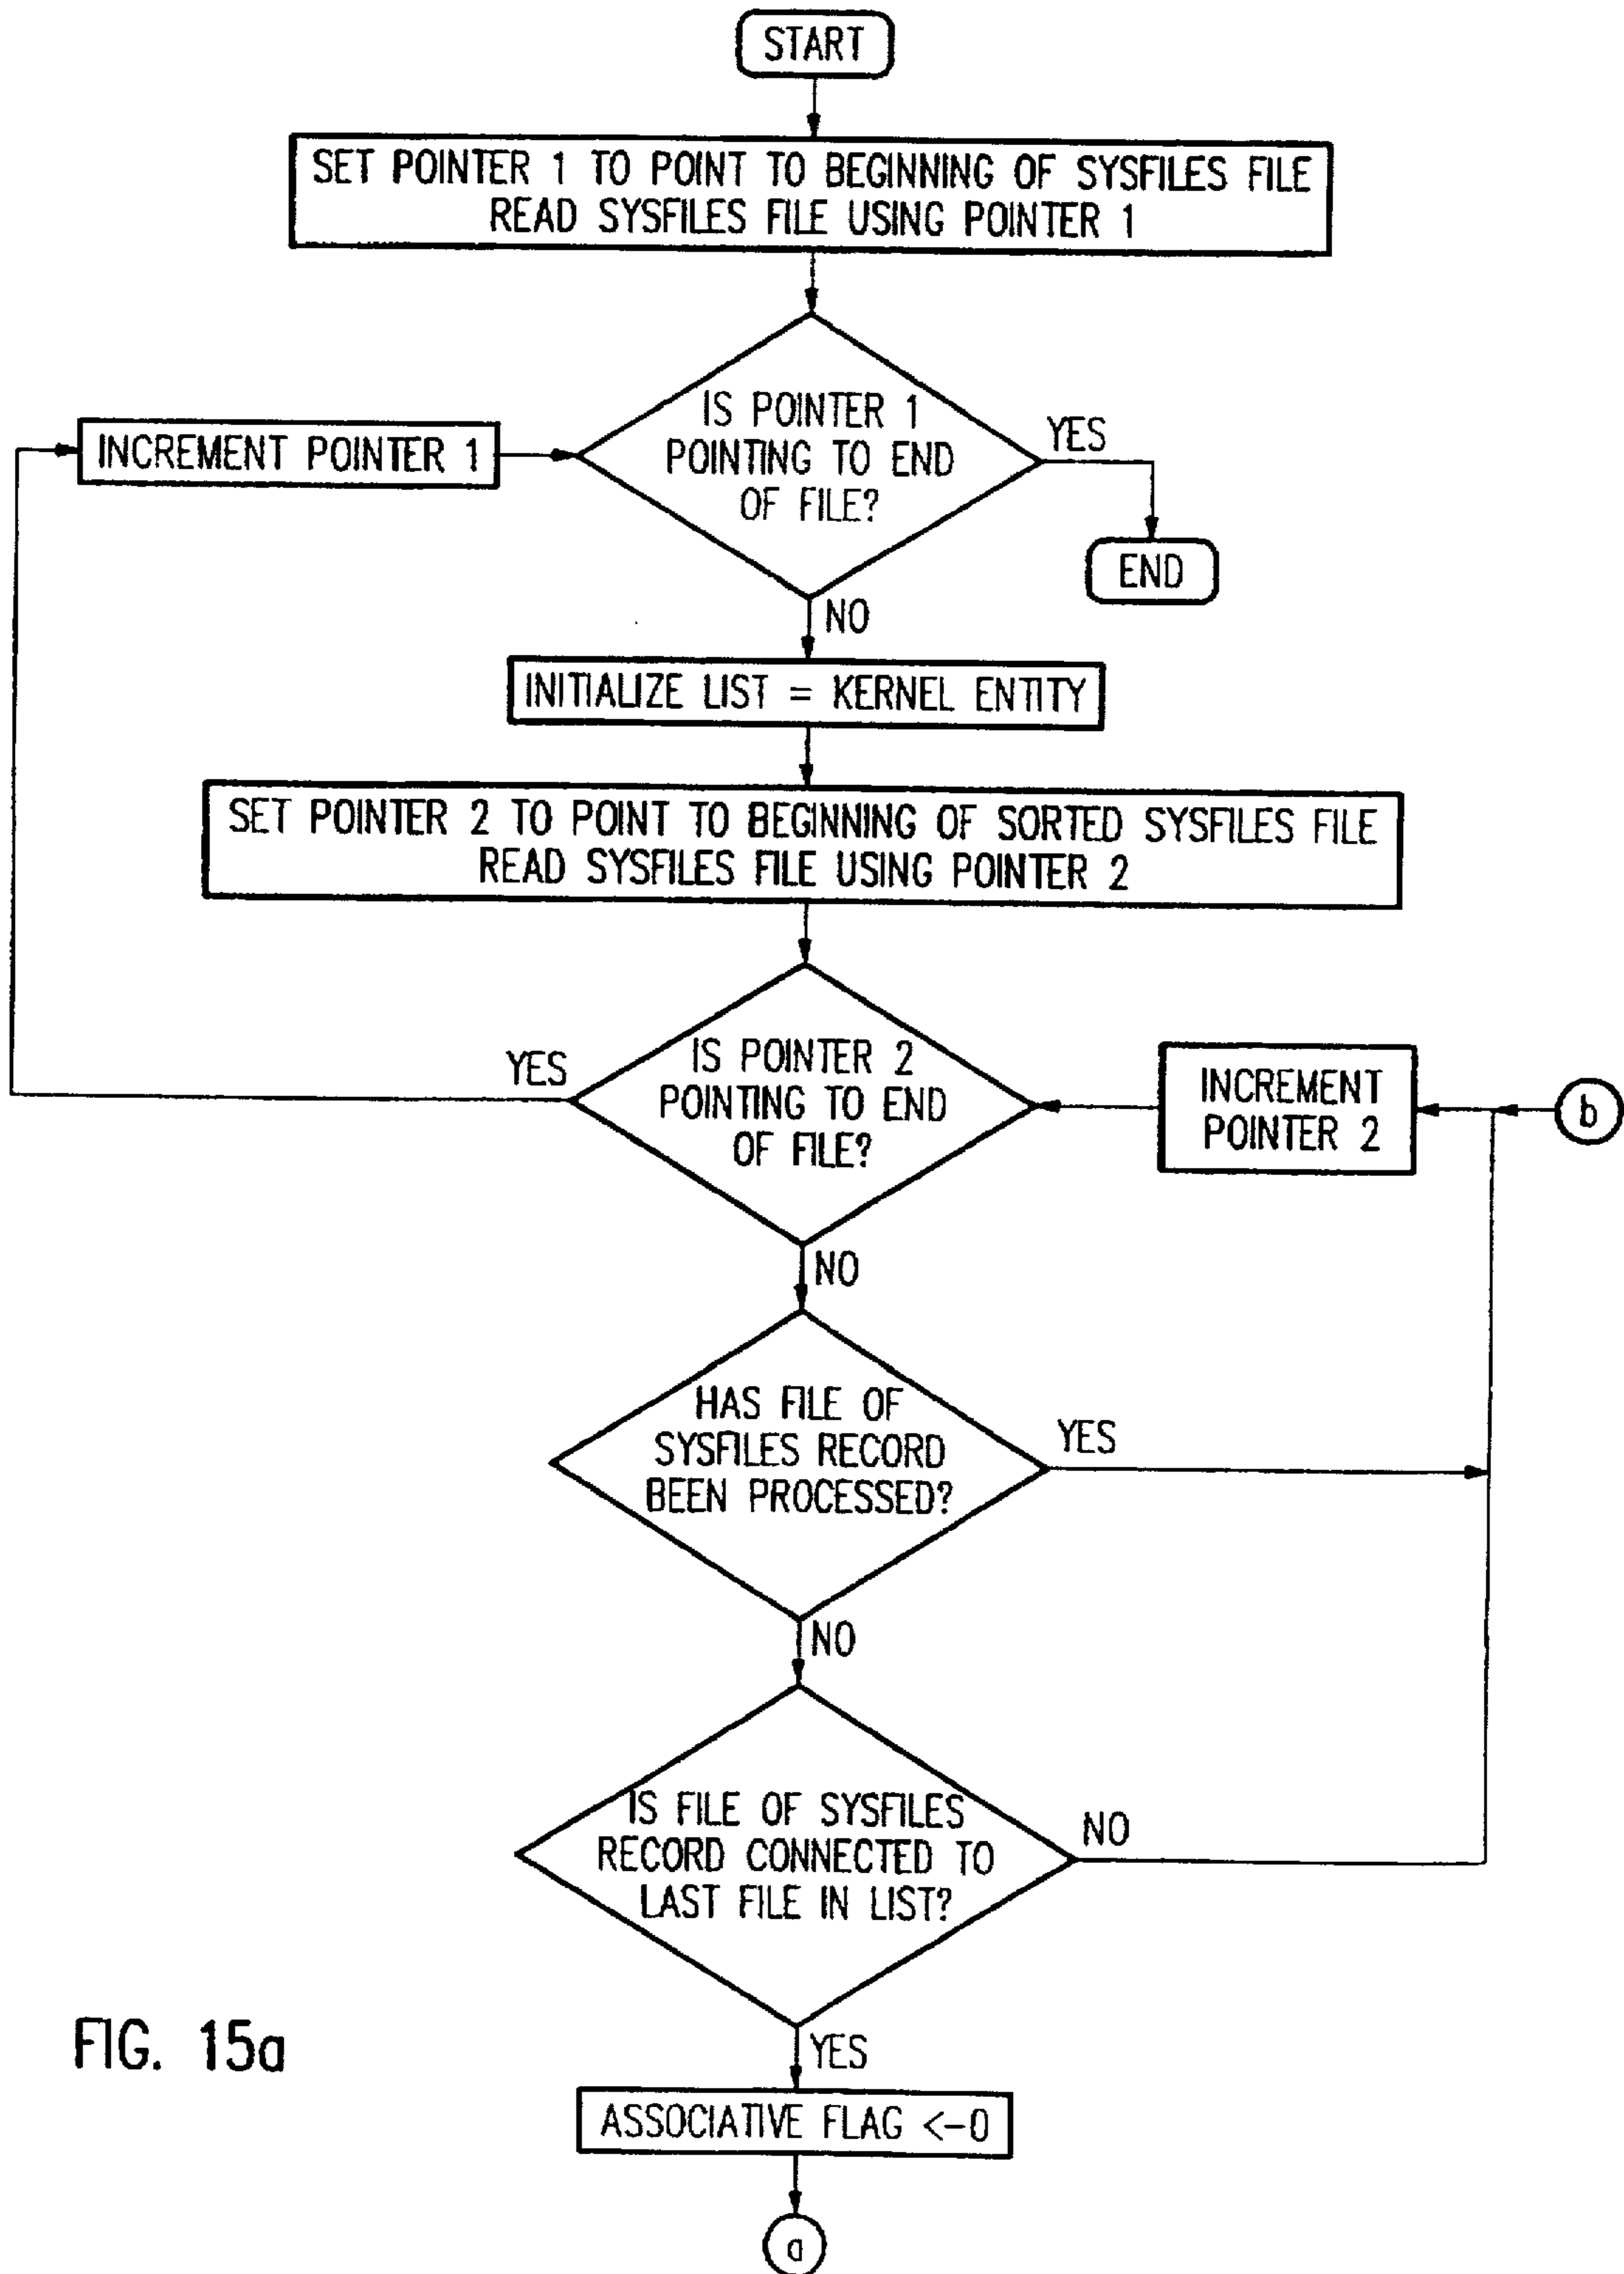 START
SET POINTER 1 TO POINT TO BEGINNING OF SYSFILES FILE
READ SYSFILES FILE USING POINTER 1
INCREMENT POINTER 1
IS POINTER 1
POINTING TO END
OF FILE?
YES
END
NO
INITIALIZE LIST = KERNEL ENTITY
SET POINTER 2 TO POINT TO BEGINNING OF SORTED SYSFILES FILE
READ SYSFILES FILE USING POINTER 2
YES
IS POINTER 2
POINTING TO END
OF FILE?
INCREMENT
POINTER 2
b
NO
HAS FILE OF
SYSFILES RECORD
BEEN PROCESSED?
YES
NO
IS FILE OF SYSFILES
RECORD CONNECTED TO
LAST FILE IN LIST?
NO
YES
ASSOCIATIVE FLAG <-0
a
FIG. 15a